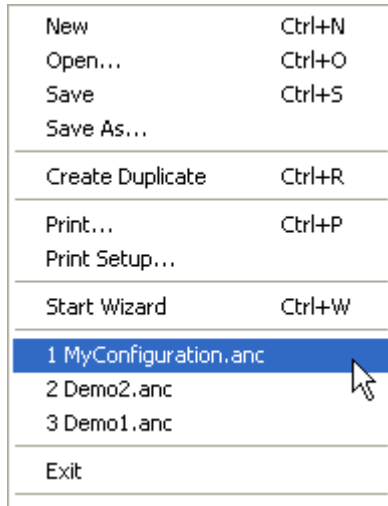 New Ctrl+N
Open... Ctrl+O
Save Ctrl+S
Save As...
Create Duplicate Ctrl+R
Print... Ctrl+P
Print Setup...
Start Wizard Ctrl+W
1 MyConfiguration.anc
2 Demo2.anc
3 Demo1.anc
Exit